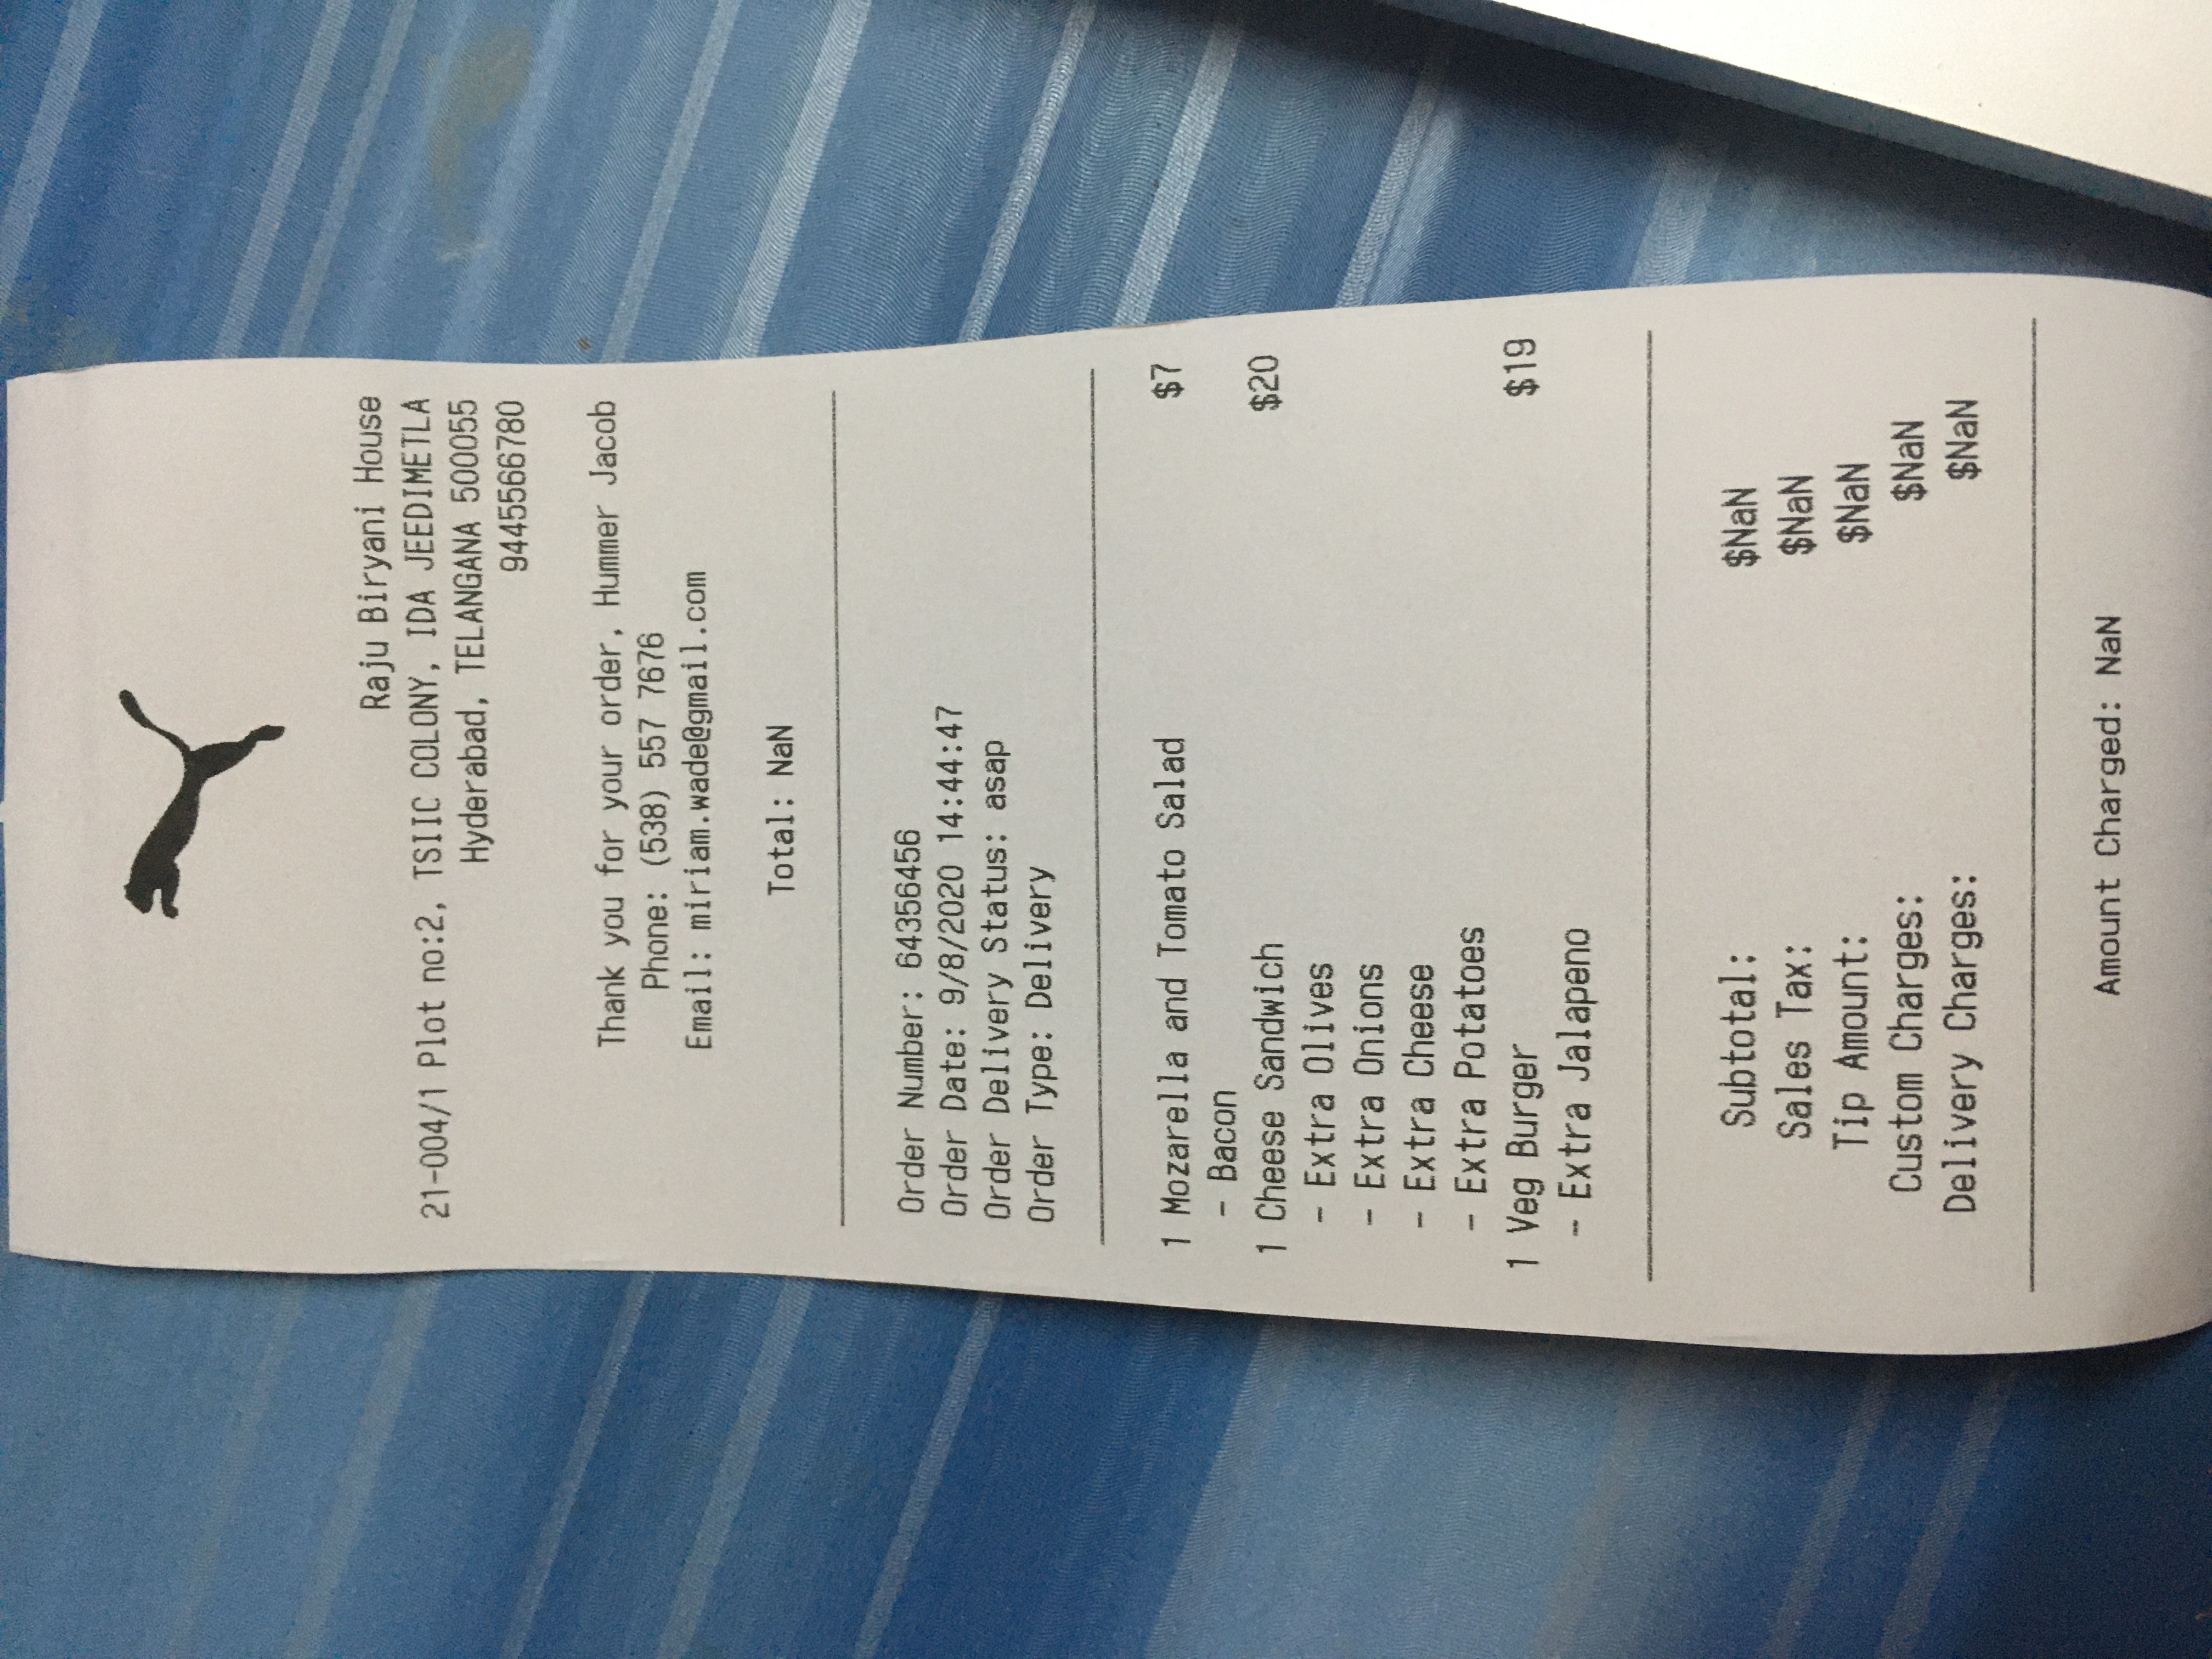 Raju Biryani House
21-004/1 Plot no:2, TSIIC COLONY, IDA JEEDIMETLA
Hyderabad, TELANGANA 500055
9445566780
Thank you for your order, Hummer Jacob
Phone: (538) 557 7676
Email: miriam.wade@gmail.com
Total: NaN
Order Number: 64356456
Order Date: 9/8/2020 14:44:47
Order Delivery Status: asap
Order Type: Delivery
1 Mozarella and Tomato Salad $7
- Bacon
1 Cheese Sandwich $20
- Extra Olives
- Extra Onions
- Extra Cheese
- Extra Potatoes
1 Veg Burger $19
- Extra Jalapeno
Subtotal: $NaN
Sales Tax: $NaN
Tip Amount: $NaN
Custom Charges: $NaN
Delivery Charges: $NaN
Amount Charged: NaN